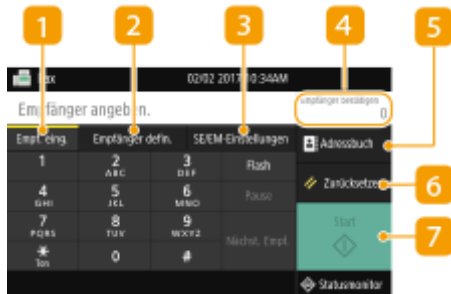 1
2
3
4
5
Fax
02/02 2017 10:34AM
Empfänger angeben.
Empfänger bestätigen
0
Empf. eing.
Empfänger defin.
SE/EM-Einstellungen
Adressbuch
1
2
ABC
3
DEF
Flash
Zurücksetzen
6
4
GHI
5
JKL
6
MNO
Pause
Start
7
7
PQRS
8
TUV
9
WXYZ
Nächst. Empf.
*
Ton
0
#
Statusmonitor